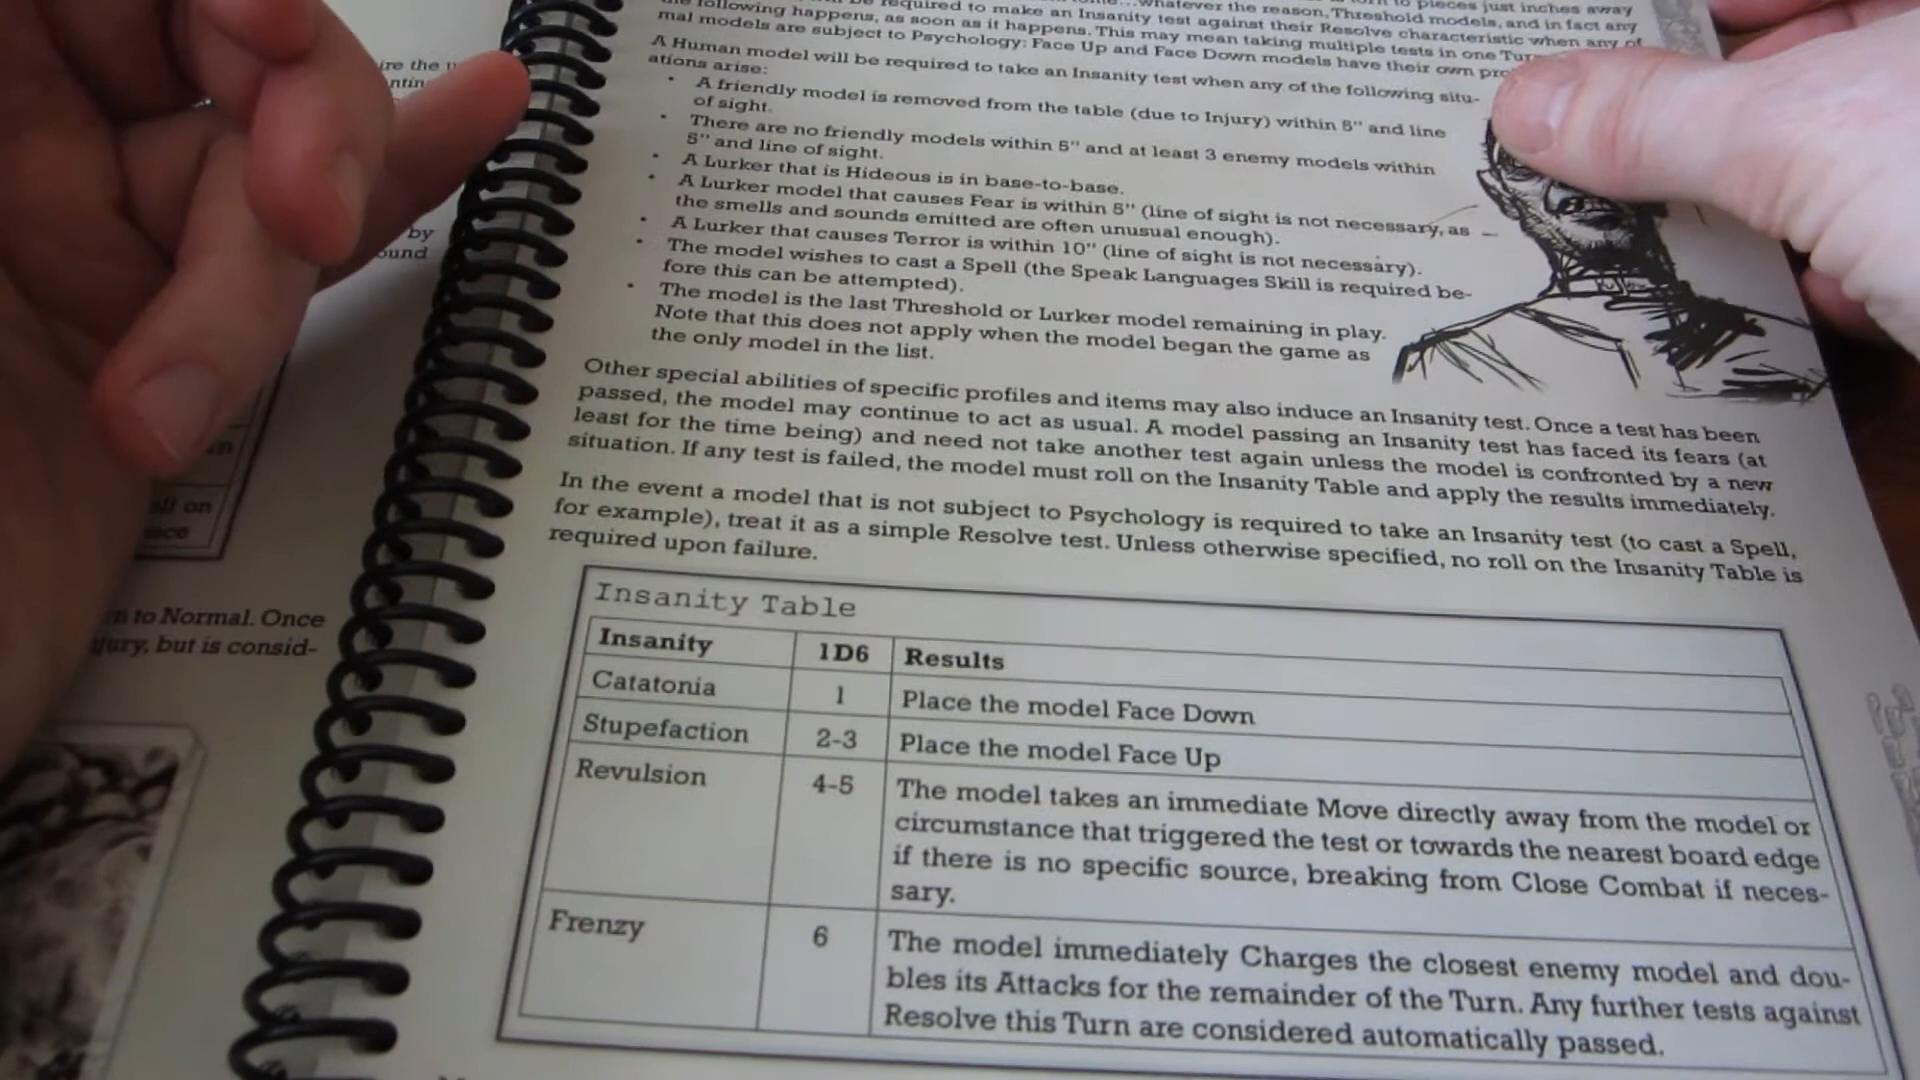 to pieces just inches away
required to make an Insanity test against their Resolve characteristic when any of
whatever the reason, Threshold models, and in fact any
following happens, as soon as it happens. This may mean taking multiple tests in one
mal models are subject to Psychology: Face Up and Face Down models have their own
A Human model will be required to take an Insanity test when any of the following situ-
ations arise:
• A friendly model is removed from the table (due to Injury) within 5" and line
of sight.
• There are no friendly models within 5" and at least 3 enemy models within
5" and line of sight.
• A Lurker that is Hideous is in base-to-base.
• A Lurker model that causes Fear is within 5" (line of sight is not necessary, as
the smells and sounds emitted are often unusual enough).
• A Lurker that causes Terror is within 10" (line of sight is not necessary).
• The model wishes to cast a Spell (the Speak Languages Skill is required be-
fore this can be attempted).
• The model is the last Threshold or Lurker model remaining in play.
Note that this does not apply when the model began the game as
the only model in the list.
Other special abilities of specific profiles and items may also induce an Insanity test. Once a test has been
passed, the model may continue to act as usual. A model passing an Insanity test has faced its fears (at
least for the time being) and need not take another test again unless the model is confronted by a new
situation. If any test is failed, the model must roll on the Insanity Table and apply the results immediately.
In the event a model that is not subject to Psychology is required to take an Insanity test (to cast a Spell,
for example), treat it as a simple Resolve test. Unless otherwise specified, no roll on the Insanity Table is
required upon failure.
Insanity Table
Insanity 1D6 Results
Catatonia 1 Place the model Face Down
Stupefaction 2-3 Place the model Face Up
Revulsion 4-5 The model takes an immediate Move directly away from the model or
circumstance that triggered the test or towards the nearest board edge
if there is no specific source, breaking from Close Combat if neces-
sary.
Frenzy 6 The model immediately Charges the closest enemy model and dou-
bles its Attacks for the remainder of the Turn. Any further tests against
Resolve this Turn are considered automatically passed.
by
to Normal. Once
but is consid-